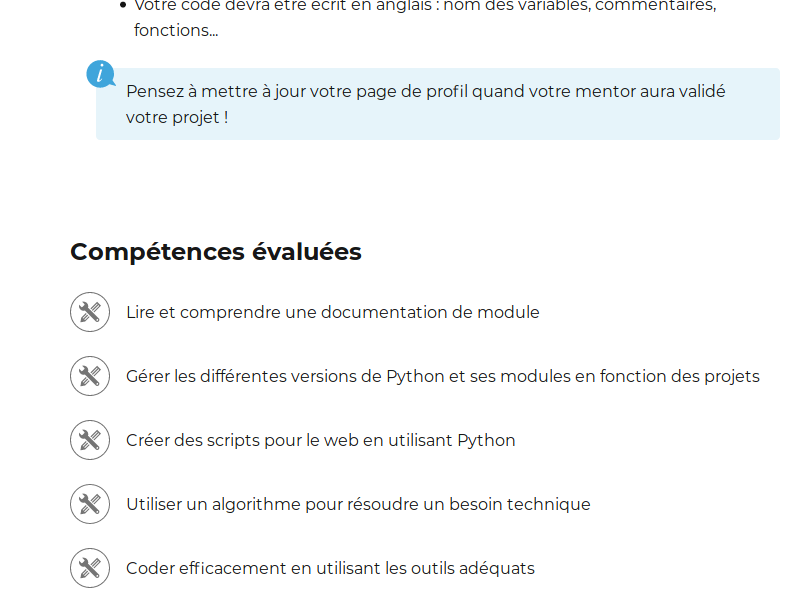 Votre code devra être écrit en anglais : nom des variables, commentaires,
fonctions...
i
Pensez à mettre à jour votre page de profil quand votre mentor aura validé
votre projet !
Compétences évaluées
Lire et comprendre une documentation de module
Gérer les différentes versions de Python et ses modules en fonction des projets
Créer des scripts pour le web en utilisant Python
Utiliser un algorithme pour résoudre un besoin technique
Coder efficacement en utilisant les outils adéquats